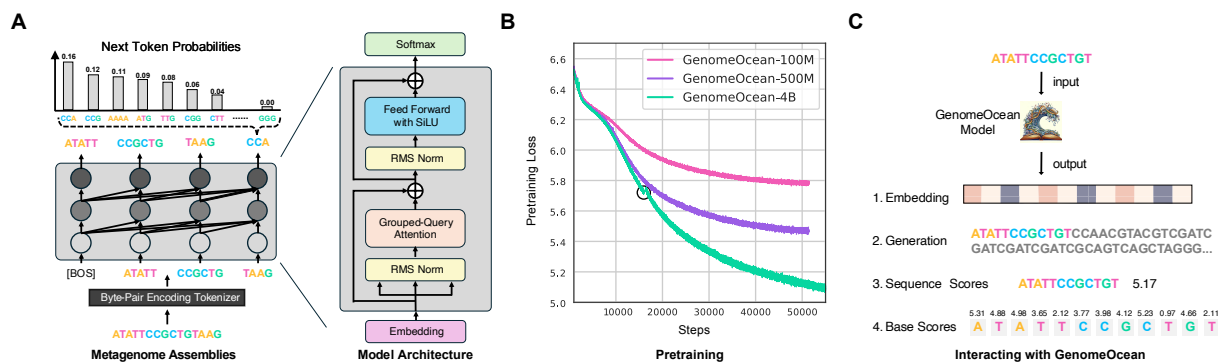 A
Next Token Probabilities
0.16
0.12
0.11
0.09
0.08
0.06
0.04
0.00
CCA CCG AAAA ATG TTG CGG CTT ······ GGG
ATATT CCGCTG TAAG CCA
[BOS] ATATT CCGCTG TAAG
Byte-Pair Encoding Tokenizer
ATATTCCGCTGTAAG
Metagenome Assemblies
Softmax
Feed Forward
with SiLU
RMS Norm
Grouped-Query
Attention
RMS Norm
Embedding
Model Architecture
B
GenomeOcean-100M
GenomeOcean-500M
GenomeOcean-4B
Pretraining Loss
6.6
6.4
6.2
6.0
5.8
5.6
5.4
5.2
5.0
10000 20000 30000 40000 50000
Steps
Pretraining
C
ATATTCCGCTGT
input
GenomeOcean
Model
output
1. Embedding
2. Generation
ATATTCCGCTGTCCAACGTACGTCGATC
GATCGATCGATCGCAGTCAGCTAGGG...
3. Sequence Scores ATATTCCGCTGT 5.17
5.31 4.88 4.98 3.65 2.12 3.77 3.98 4.12 5.23 0.97 4.66 2.11
4. Base Scores A T A T T C C G C T G T
Interacting with GenomeOcean